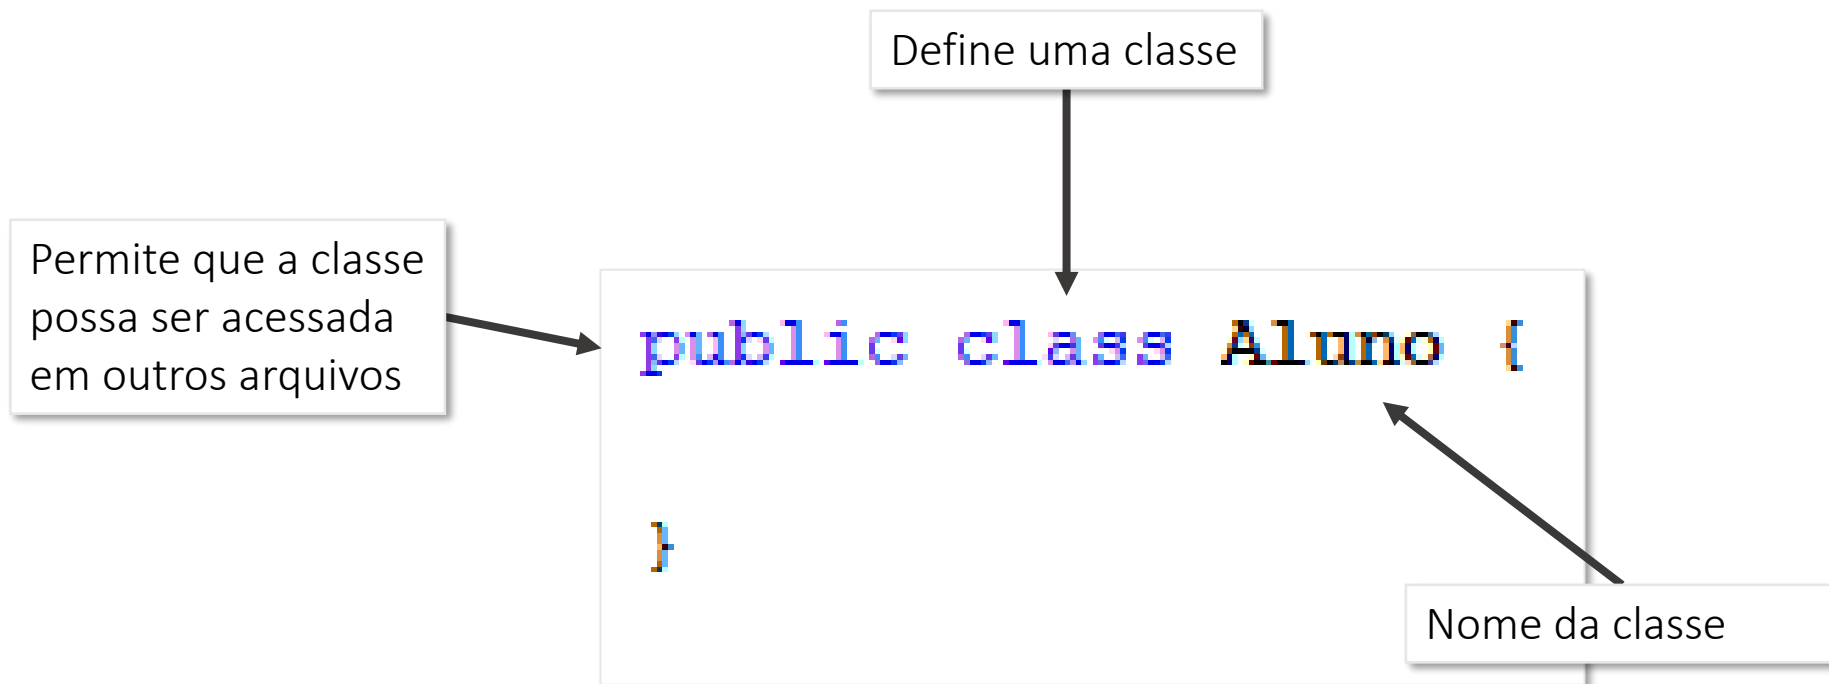 Define uma classe
Permite que a classe
possa ser acessada
em outros arquivos
public class Aluno {
}
Nome da classe